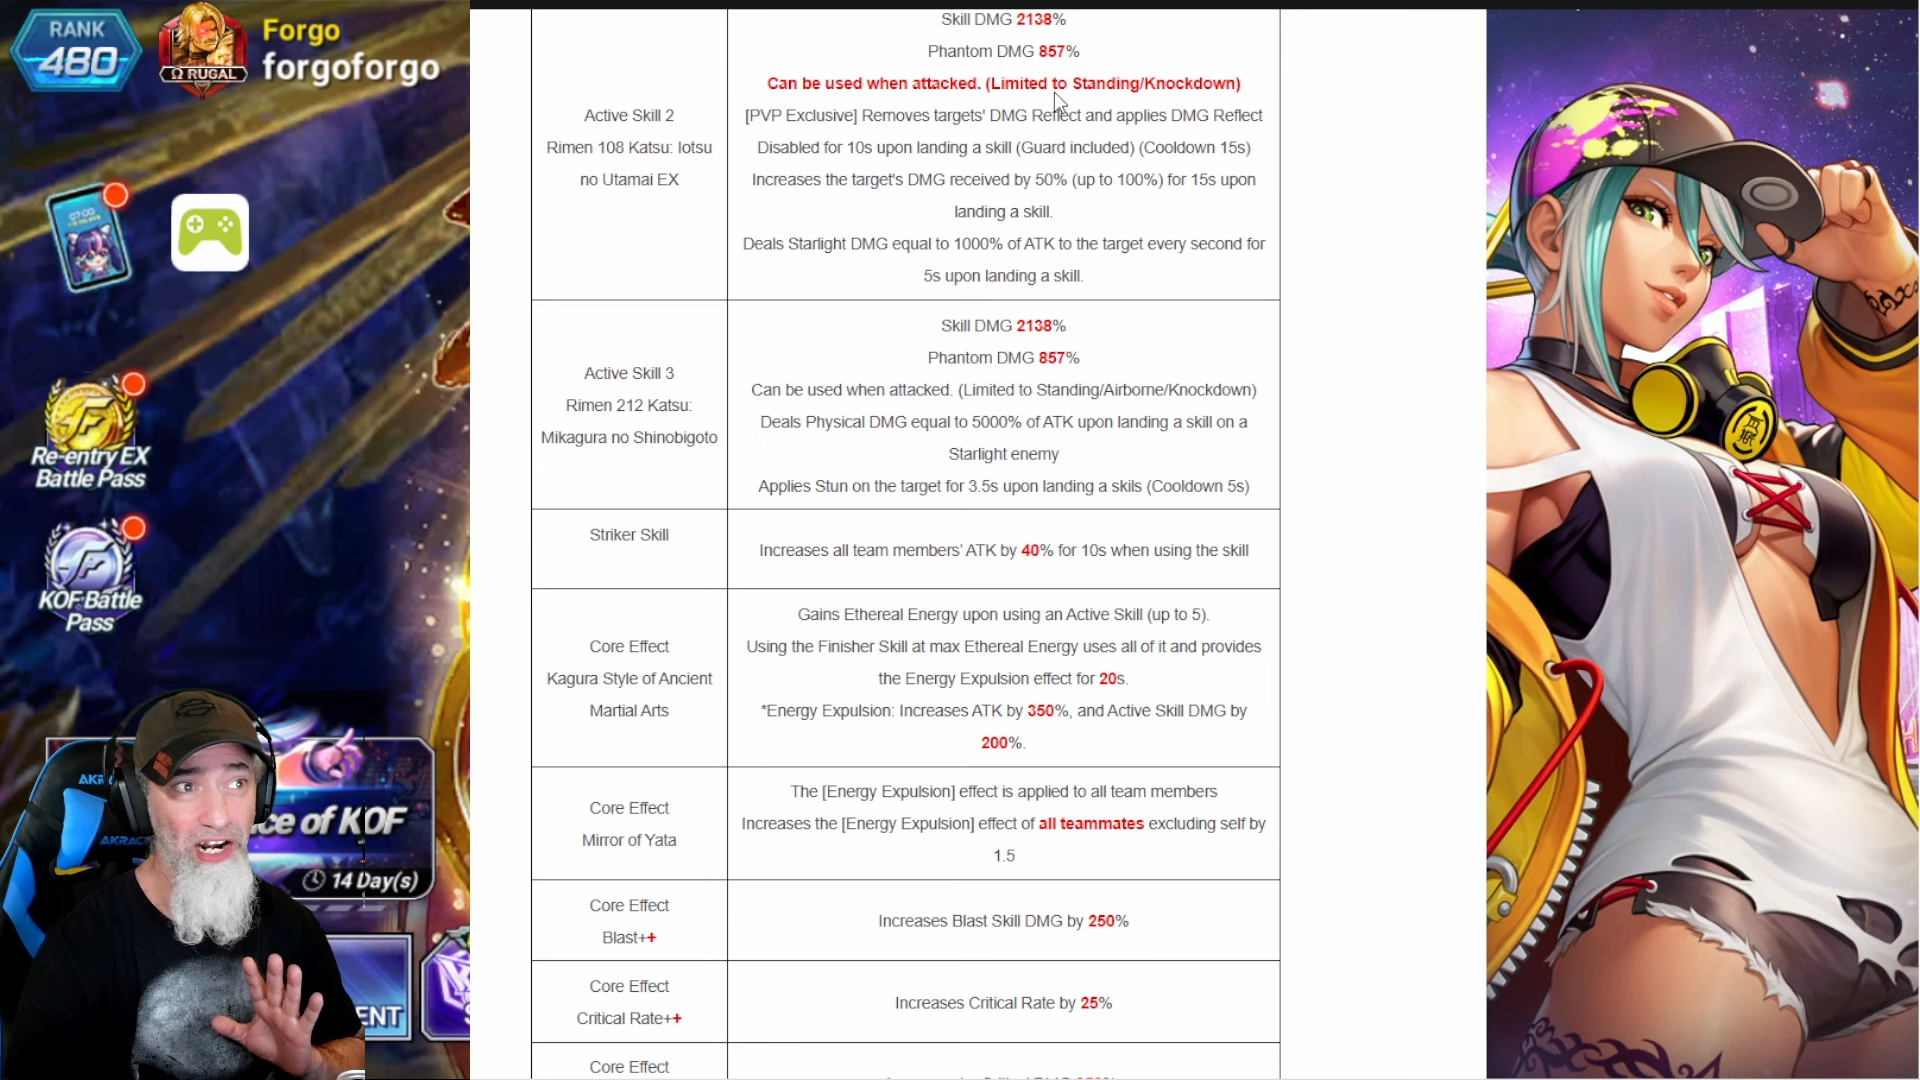 RANK
480
Ω RUGAL
Forgo
forgoforgo
Re-entry EX
Battle Pass
KOF Battle
Pass
ce of KOF
14 Day(s)
ENT
AKRAC
Skill DMG 2138%
Phantom DMG 857%
Can be used when attacked. (Limited to Standing/Knockdown)
Active Skill 2
Rimen 108 Katsu: Iotsu
no Utamai EX
[PVP Exclusive] Removes targets' DMG Reflect and applies DMG Reflect
Disabled for 10s upon landing a skill (Guard included) (Cooldown 15s)
Increases the target's DMG received by 50% (up to 100%) for 15s upon
landing a skill.
Deals Starlight DMG equal to 1000% of ATK to the target every second for
5s upon landing a skill.
Active Skill 3
Rimen 212 Katsu:
Mikagura no Shinobigoto
Skill DMG 2138%
Phantom DMG 857%
Can be used when attacked. (Limited to Standing/Airborne/Knockdown)
Deals Physical DMG equal to 5000% of ATK upon landing a skill on a
Starlight enemy
Applies Stun on the target for 3.5s upon landing a skils (Cooldown 5s)
Striker Skill
Increases all team members' ATK by 40% for 10s when using the skill
Core Effect
Kagura Style of Ancient
Martial Arts
Gains Ethereal Energy upon using an Active Skill (up to 5).
Using the Finisher Skill at max Ethereal Energy uses all of it and provides
the Energy Expulsion effect for 20s.
*Energy Expulsion: Increases ATK by 350%, and Active Skill DMG by
200%.
Core Effect
Mirror of Yata
The [Energy Expulsion] effect is applied to all team members
Increases the [Energy Expulsion] effect of all teammates excluding self by
1.5
Core Effect
Blast++
Increases Blast Skill DMG by 250%
Core Effect
Critical Rate++
Increases Critical Rate by 25%
Core Effect